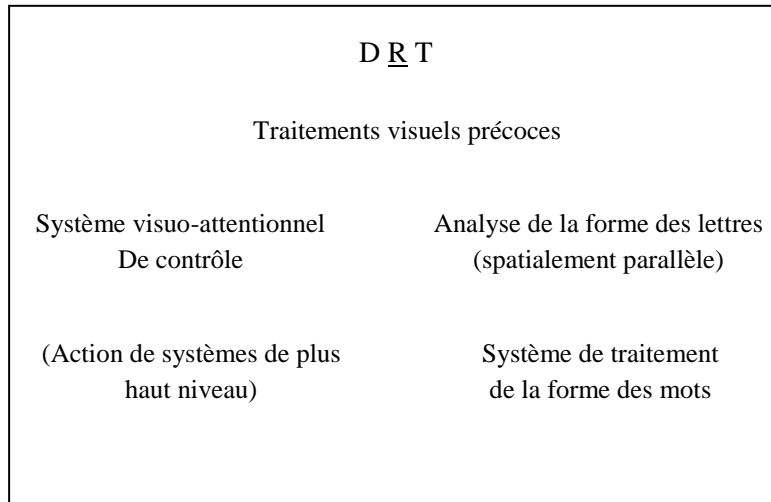 D R T
Traitements visuels précoces
Système visuo-attentionnel
De contrôle
Analyse de la forme des lettres
(spatialement parallèle)
(Action de systèmes de plus
haut niveau)
Système de traitement
de la forme des mots